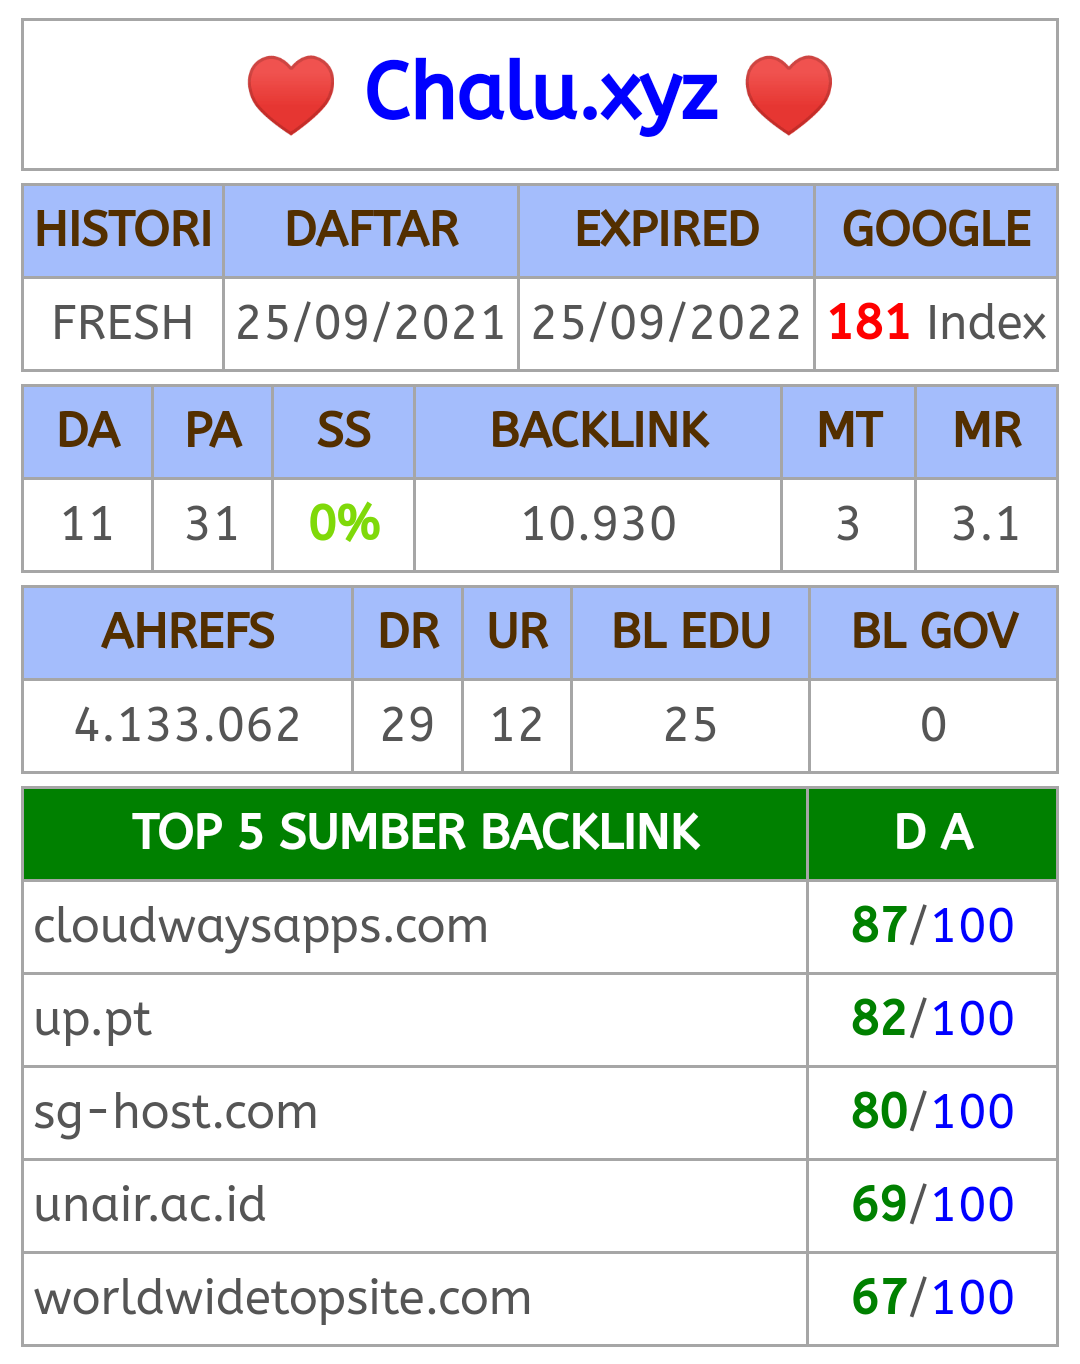 ❤️ Chalu.xyz ❤️
HISTORI DAFTAR EXPIRED GOOGLE
FRESH 25/09/2021 25/09/2022 181 Index
DA PA SS BACKLINK MT MR
11 31 0% 10.930 3 3.1
AHREFS DR UR BL EDU BL GOV
4.133.062 29 12 25 0
TOP 5 SUMBER BACKLINK D A
cloudwaysapps.com 87/100
up.pt 82/100
sg-host.com 80/100
unair.ac.id 69/100
worldwidetopsite.com 67/100